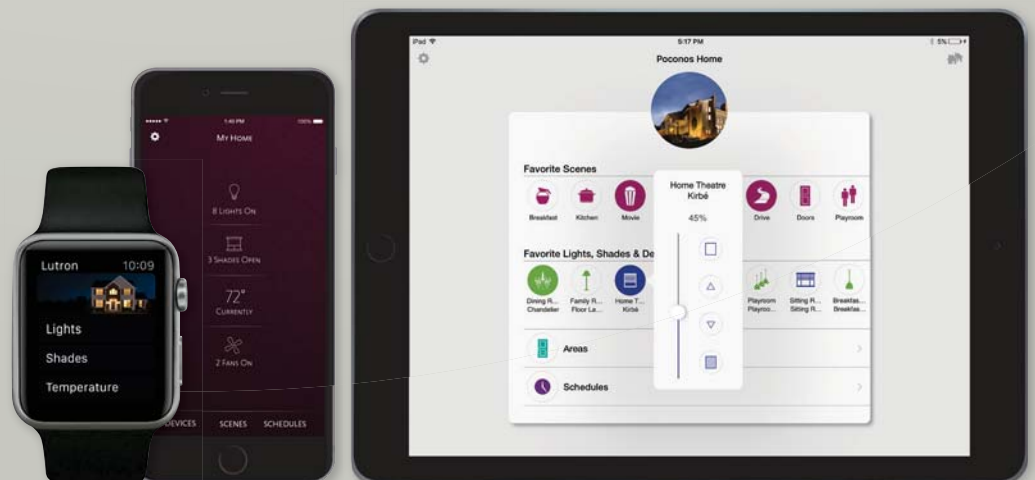 Lutron 10:09
Lights
Shades
Temperature
1:40 PM 100%
MY HOME
8 LIGHTS ON
3 SHADES OPEN
72°
CURRENTLY
2 FANS ON
DEVICES SCENES SCHEDULES
iPad 5:17 PM 5%
Poconos Home
Favorite Scenes
Breakfast Kitchen Movie Drive Doors Playroom
Home Theatre
Kirbé
45%
Favorite Lights, Shades & De
Dining R... Family R... Home T... Playroom Sitting R... Breakfas...
Chandelier Floor La... Kirbé Playroo... Sitting R... Breakfas...
Areas
Schedules